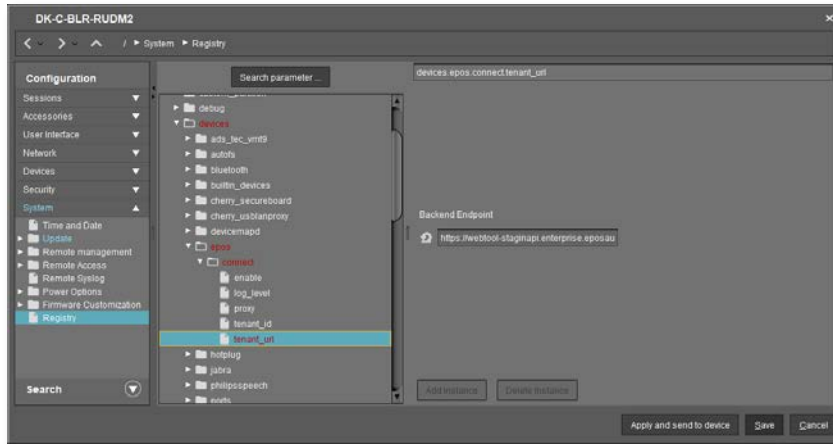 DK-C-BLR-RUDM2
/ System Registry
Configuration
Sessions
Accessories
User Interface
Network
Devices
Security
System
Time and Date
Update
Remote management
Remote Access
Remote Syslog
Power Options
Firmware Customization
Registry
Search
Search parameter ...
debug
devices
ads_tec_vmt9
autofs
bluetooth
builtin_devices
cherry_secureboard
cherry_usblanproxy
devicemapd
epos
connect
enable
log_level
proxy
tenant_id
tenant_url
hotplug
jabra
philipsspeech
ports
devices.epos.connect.tenant_url
Backend Endpoint
https://webtool-staginapi.enterprise.eposau
Add Instance Delete Instance
Apply and send to device Save Cancel